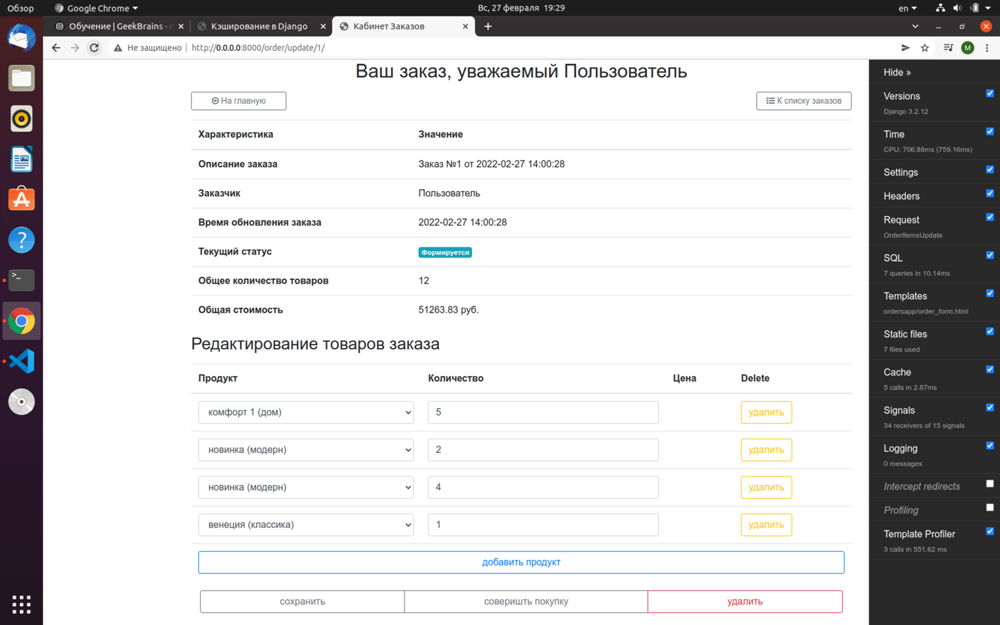 Обзор
Google Chrome
Вс, 27 февраля 19:29
en
Обучение | GeekBrains -
Кэширование в Django
Кабинет Заказов
Не защищено
http://0.0.0.0:8000/order/update/1/
M
Ваш заказ, уважаемый Пользователь
На главную
К списку заказов
Характеристика Значение
Описание заказа Заказ №1 от 2022-02-27 14:00:28
Заказчик Пользователь
Время обновления заказа 2022-02-27 14:00:28
Текущий статус Формируется
Общее количество товаров 12
Общая стоимость 51263.83 руб.
Редактирование товаров заказа
Продукт Количество Цена Delete
комфорт 1 (дом) 5 удалить
новинка (модерн) 2 удалить
новинка (модерн) 4 удалить
венеция (классика) 1 удалить
добавить продукт
сохранить
соверишть покупку
удалить
Hide »
Versions
Django 3.2.12
Time
CPU: 706.88ms (759.16ms)
Settings
Headers
Request
OrderItemsUpdate
SQL
7 queries in 10.14ms
Templates
ordersapp/order_form.html
Static files
7 files used
Cache
5 calls in 2.87ms
Signals
34 receivers of 15 signals
Logging
0 messages
Intercept redirects
Profiling
Template Profiler
3 calls in 551.62 ms